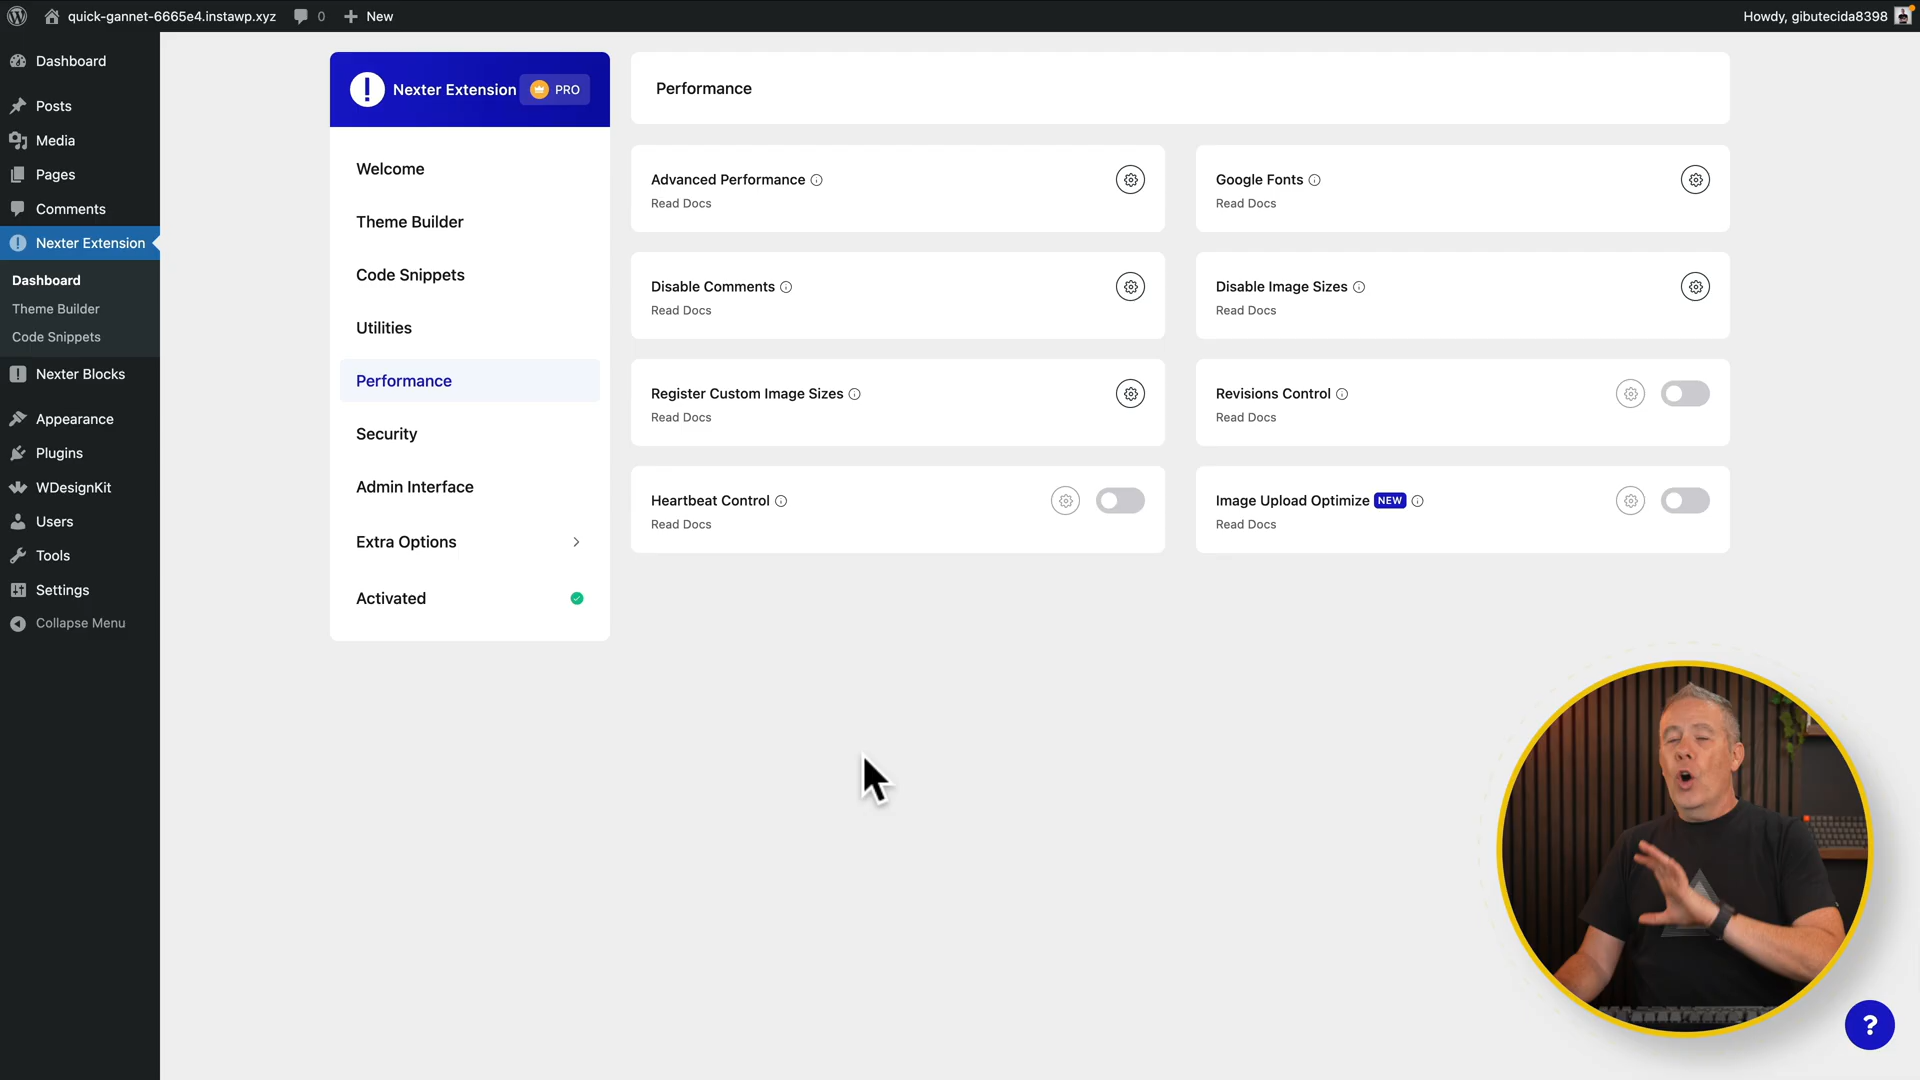 quick-gannet-6665e4.instawp.xyz 0 New Howdy, gibutecida8398
Dashboard
Posts
Media
Pages
Comments
Nexter Extension
Dashboard
Theme Builder
Code Snippets
Nexter Blocks
Appearance
Plugins
WDesignKit
Users
Tools
Settings
Collapse Menu
Nexter Extension PRO
Welcome
Theme Builder
Code Snippets
Utilities
Performance
Security
Admin Interface
Extra Options
Activated
Performance
Advanced Performance
Read Docs
Google Fonts
Read Docs
Disable Comments
Read Docs
Disable Image Sizes
Read Docs
Register Custom Image Sizes
Read Docs
Revisions Control
Read Docs
Heartbeat Control
Read Docs
Image Upload Optimize NEW
Read Docs
?